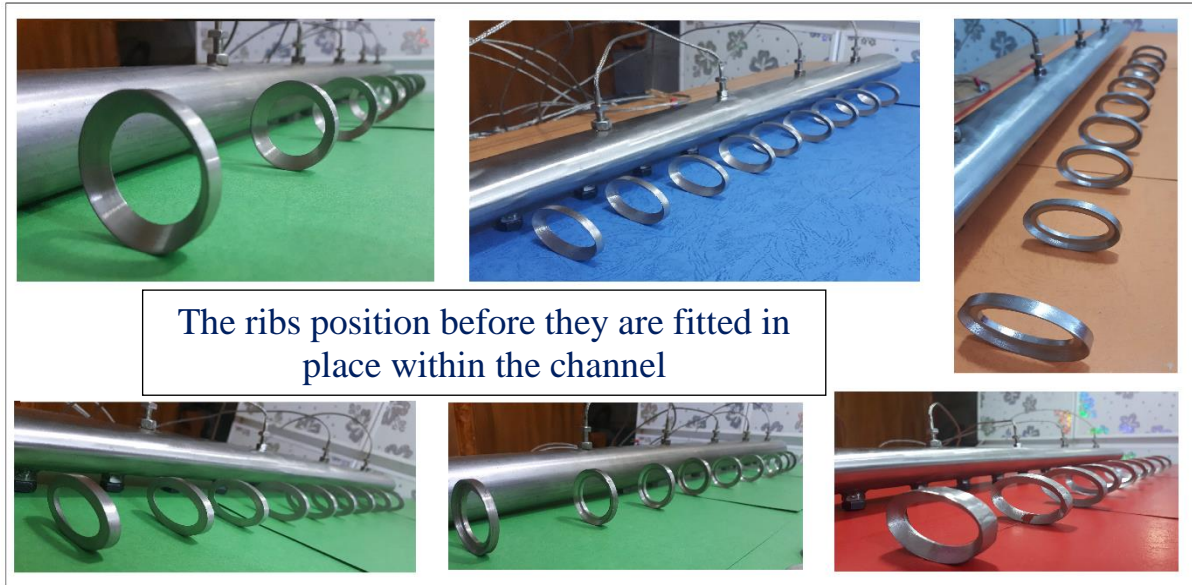 The ribs position before they are fitted in
place within the channel